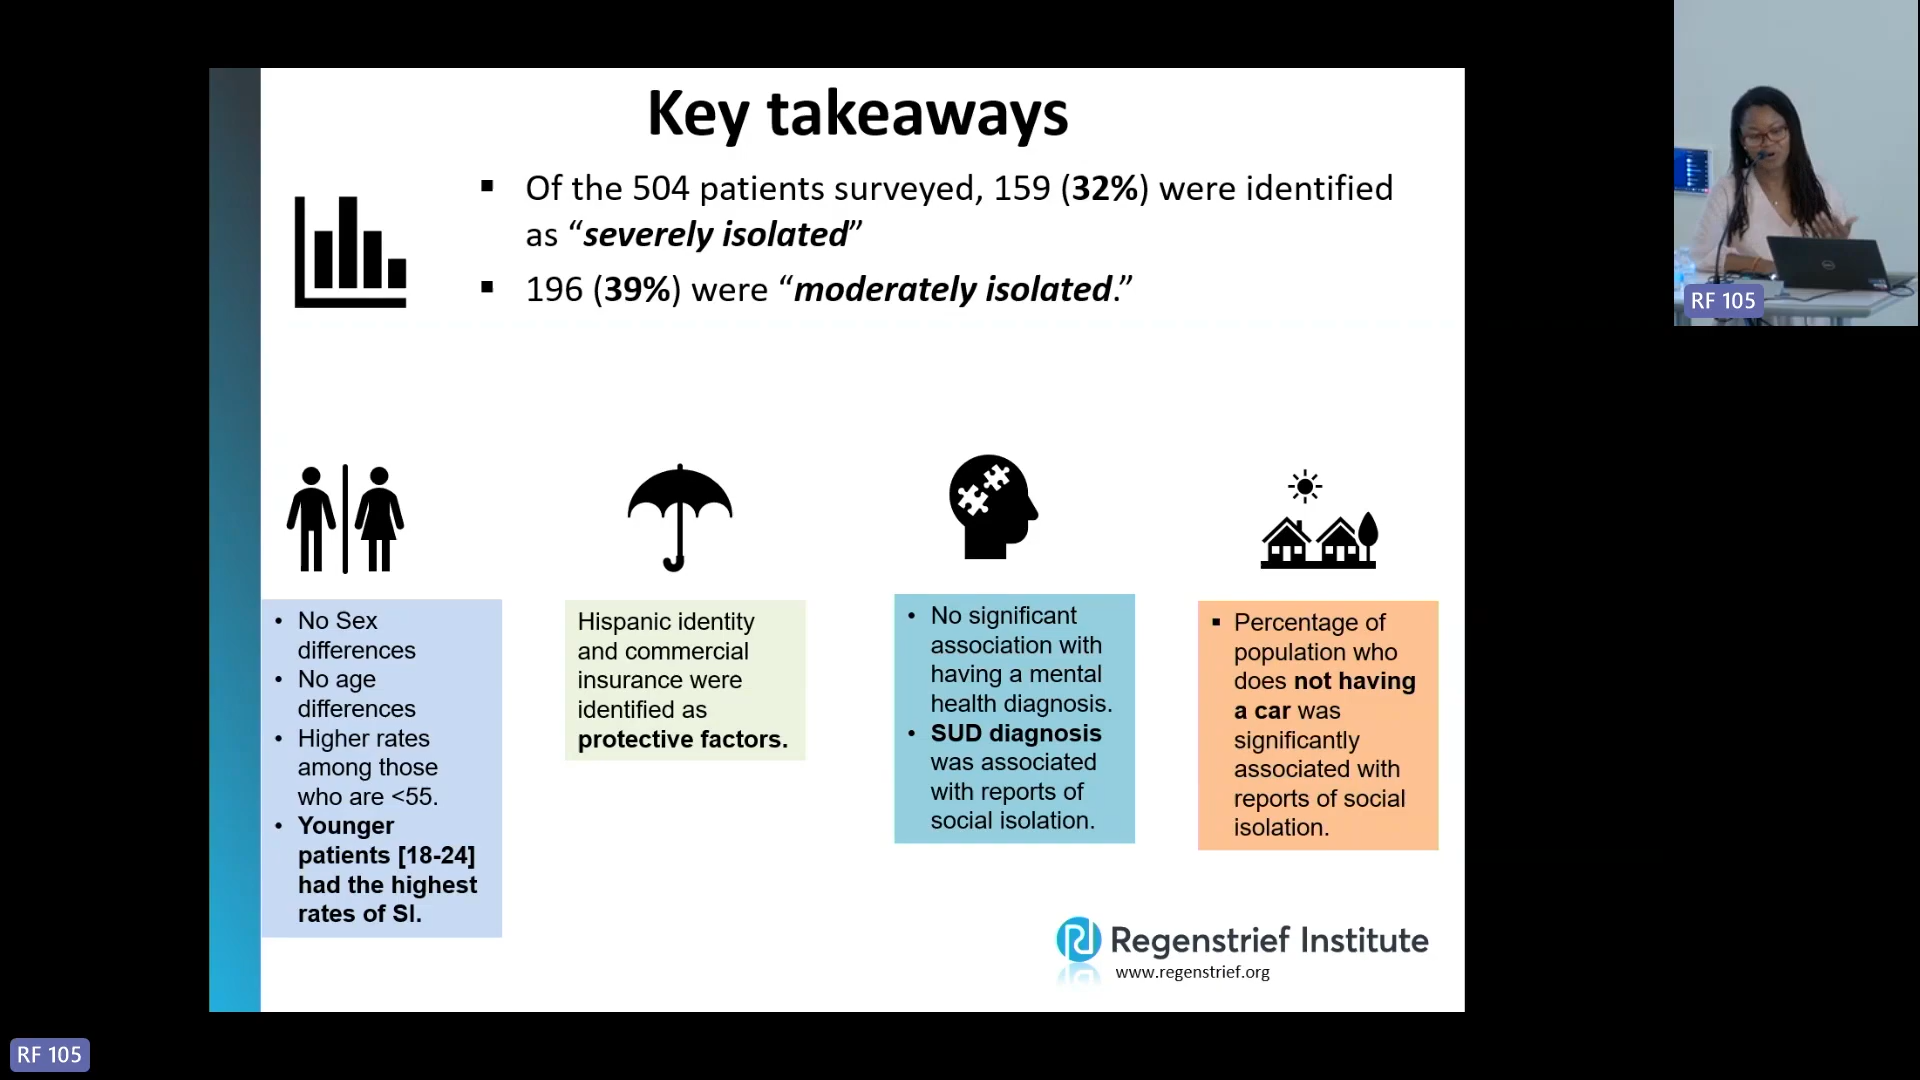 Key takeaways
▪ Of the 504 patients surveyed, 159 (32%) were identified
as “severely isolated”
▪ 196 (39%) were “moderately isolated.”
• No Sex
differences
• No age
differences
• Higher rates
among those
who are <55.
• Younger
patients [18-24]
had the highest
rates of SI.
Hispanic identity
and commercial
insurance were
identified as
protective factors.
• No significant
association with
having a mental
health diagnosis.
• SUD diagnosis
was associated
with reports of
social isolation.
▪ Percentage of
population who
does not having
a car was
significantly
associated with
reports of social
isolation.
Regenstrief Institute
www.regenstrief.org
RF 105
RF 105